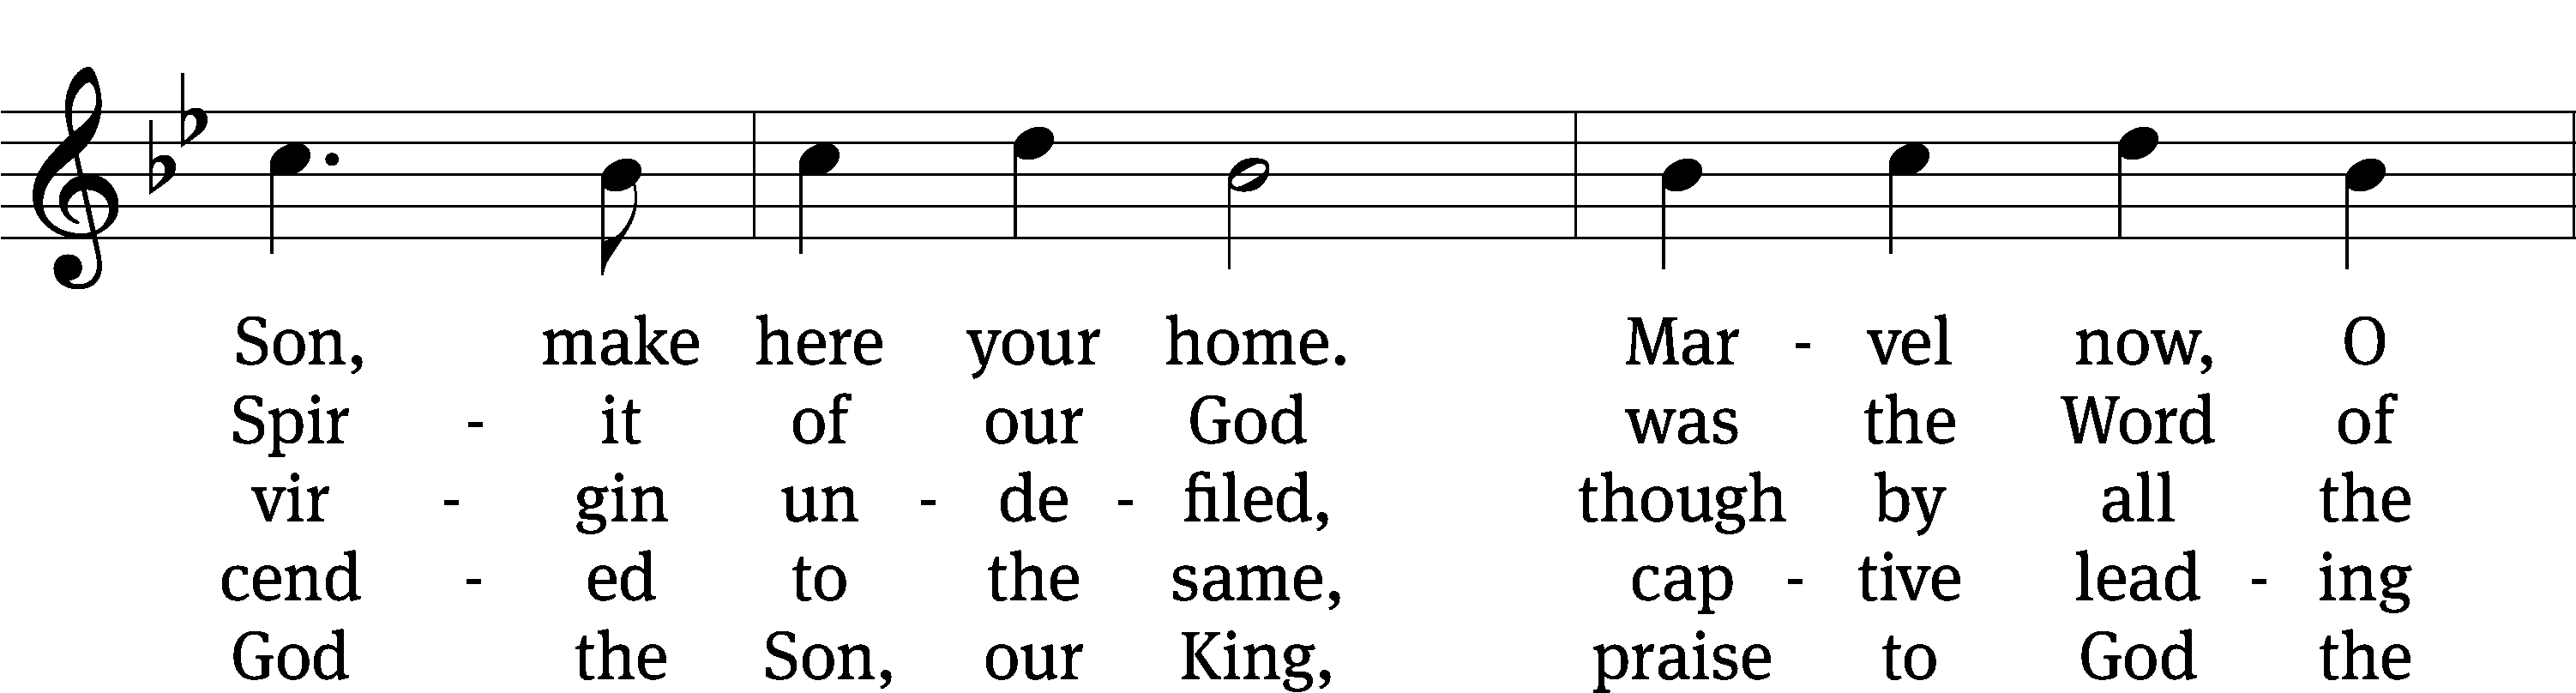 Son, make here your home. Mar - vel now, O
Spir - it of our God was the Word of
vir - gin un - de - filed, though by all the
cend - ed to the same, cap - tive lead - ing
God the Son, our King, praise to God the